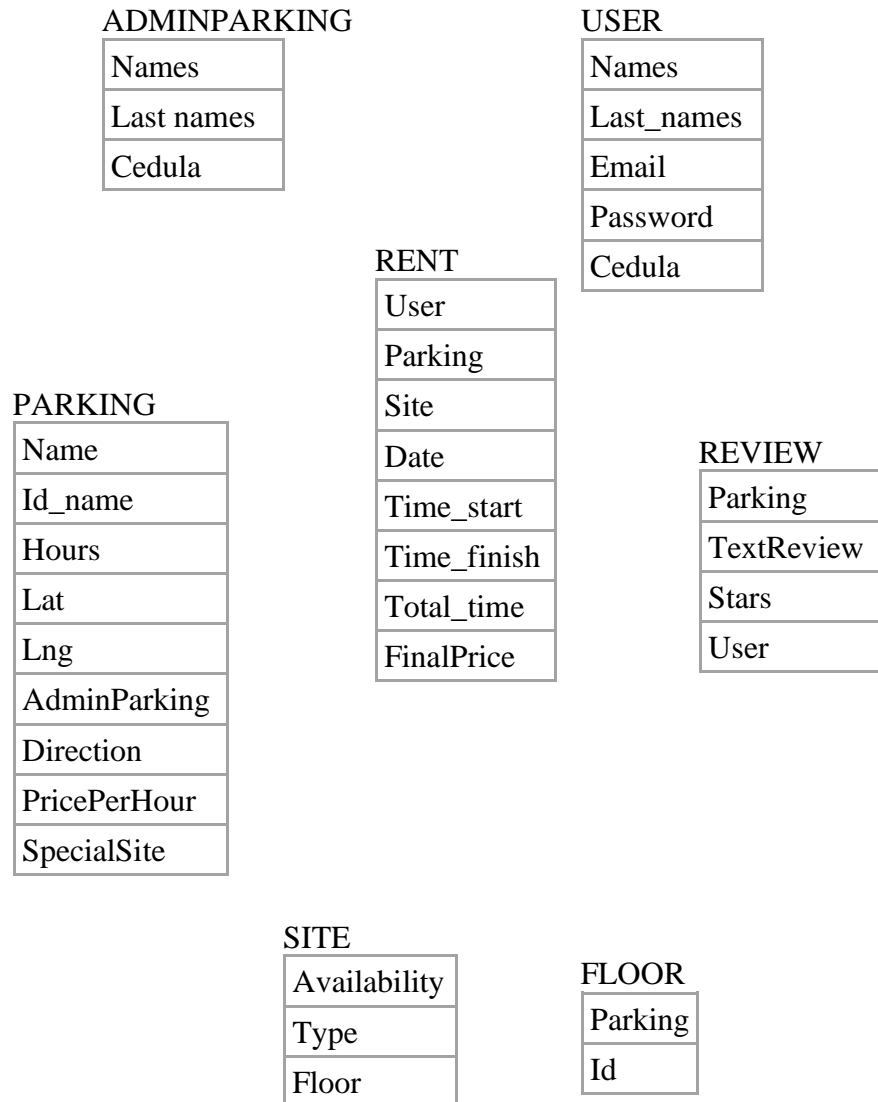 ADMINPARKING
Names
Last names
Cedula
USER
Names
Last_names
Email
Password
Cedula
RENT
User
Parking
Site
Date
Time_start
Time_finish
Total_time
FinalPrice
PARKING
Name
Id_name
Hours
Lat
Lng
AdminParking
Direction
PricePerHour
SpecialSite
REVIEW
Parking
TextReview
Stars
User
SITE
Availability
Type
Floor
FLOOR
Parking
Id